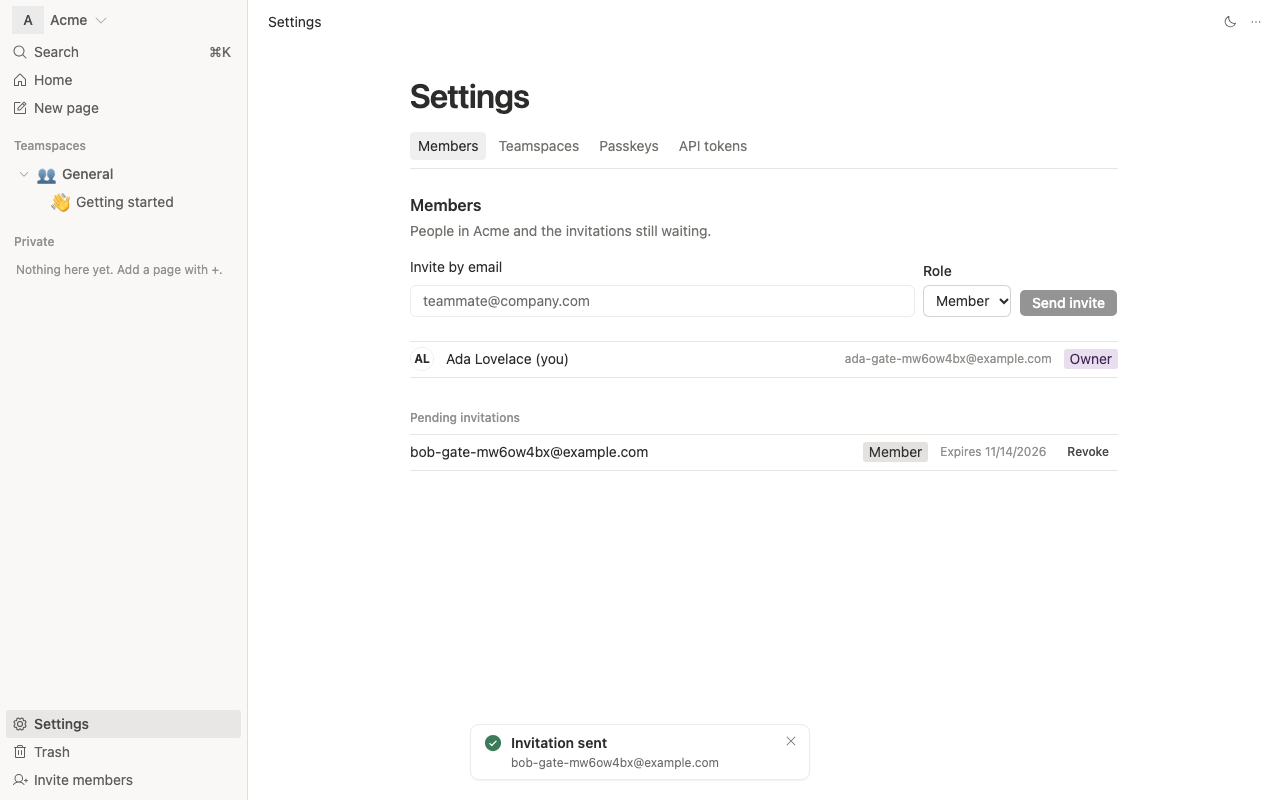 A Acme
Search ⌘K
Home
New page
Teamspaces
General
Getting started
Private
Nothing here yet. Add a page with +.
Settings
Trash
Invite members
Settings
Settings
Members Teamspaces Passkeys API tokens
Members
People in Acme and the invitations still waiting.
Invite by email
Role
teammate@company.com Member Send invite
AL Ada Lovelace (you) ada-gate-mw6ow4bx@example.com Owner
Pending invitations
bob-gate-mw6ow4bx@example.com Member Expires 11/14/2026 Revoke
Invitation sent
bob-gate-mw6ow4bx@example.com